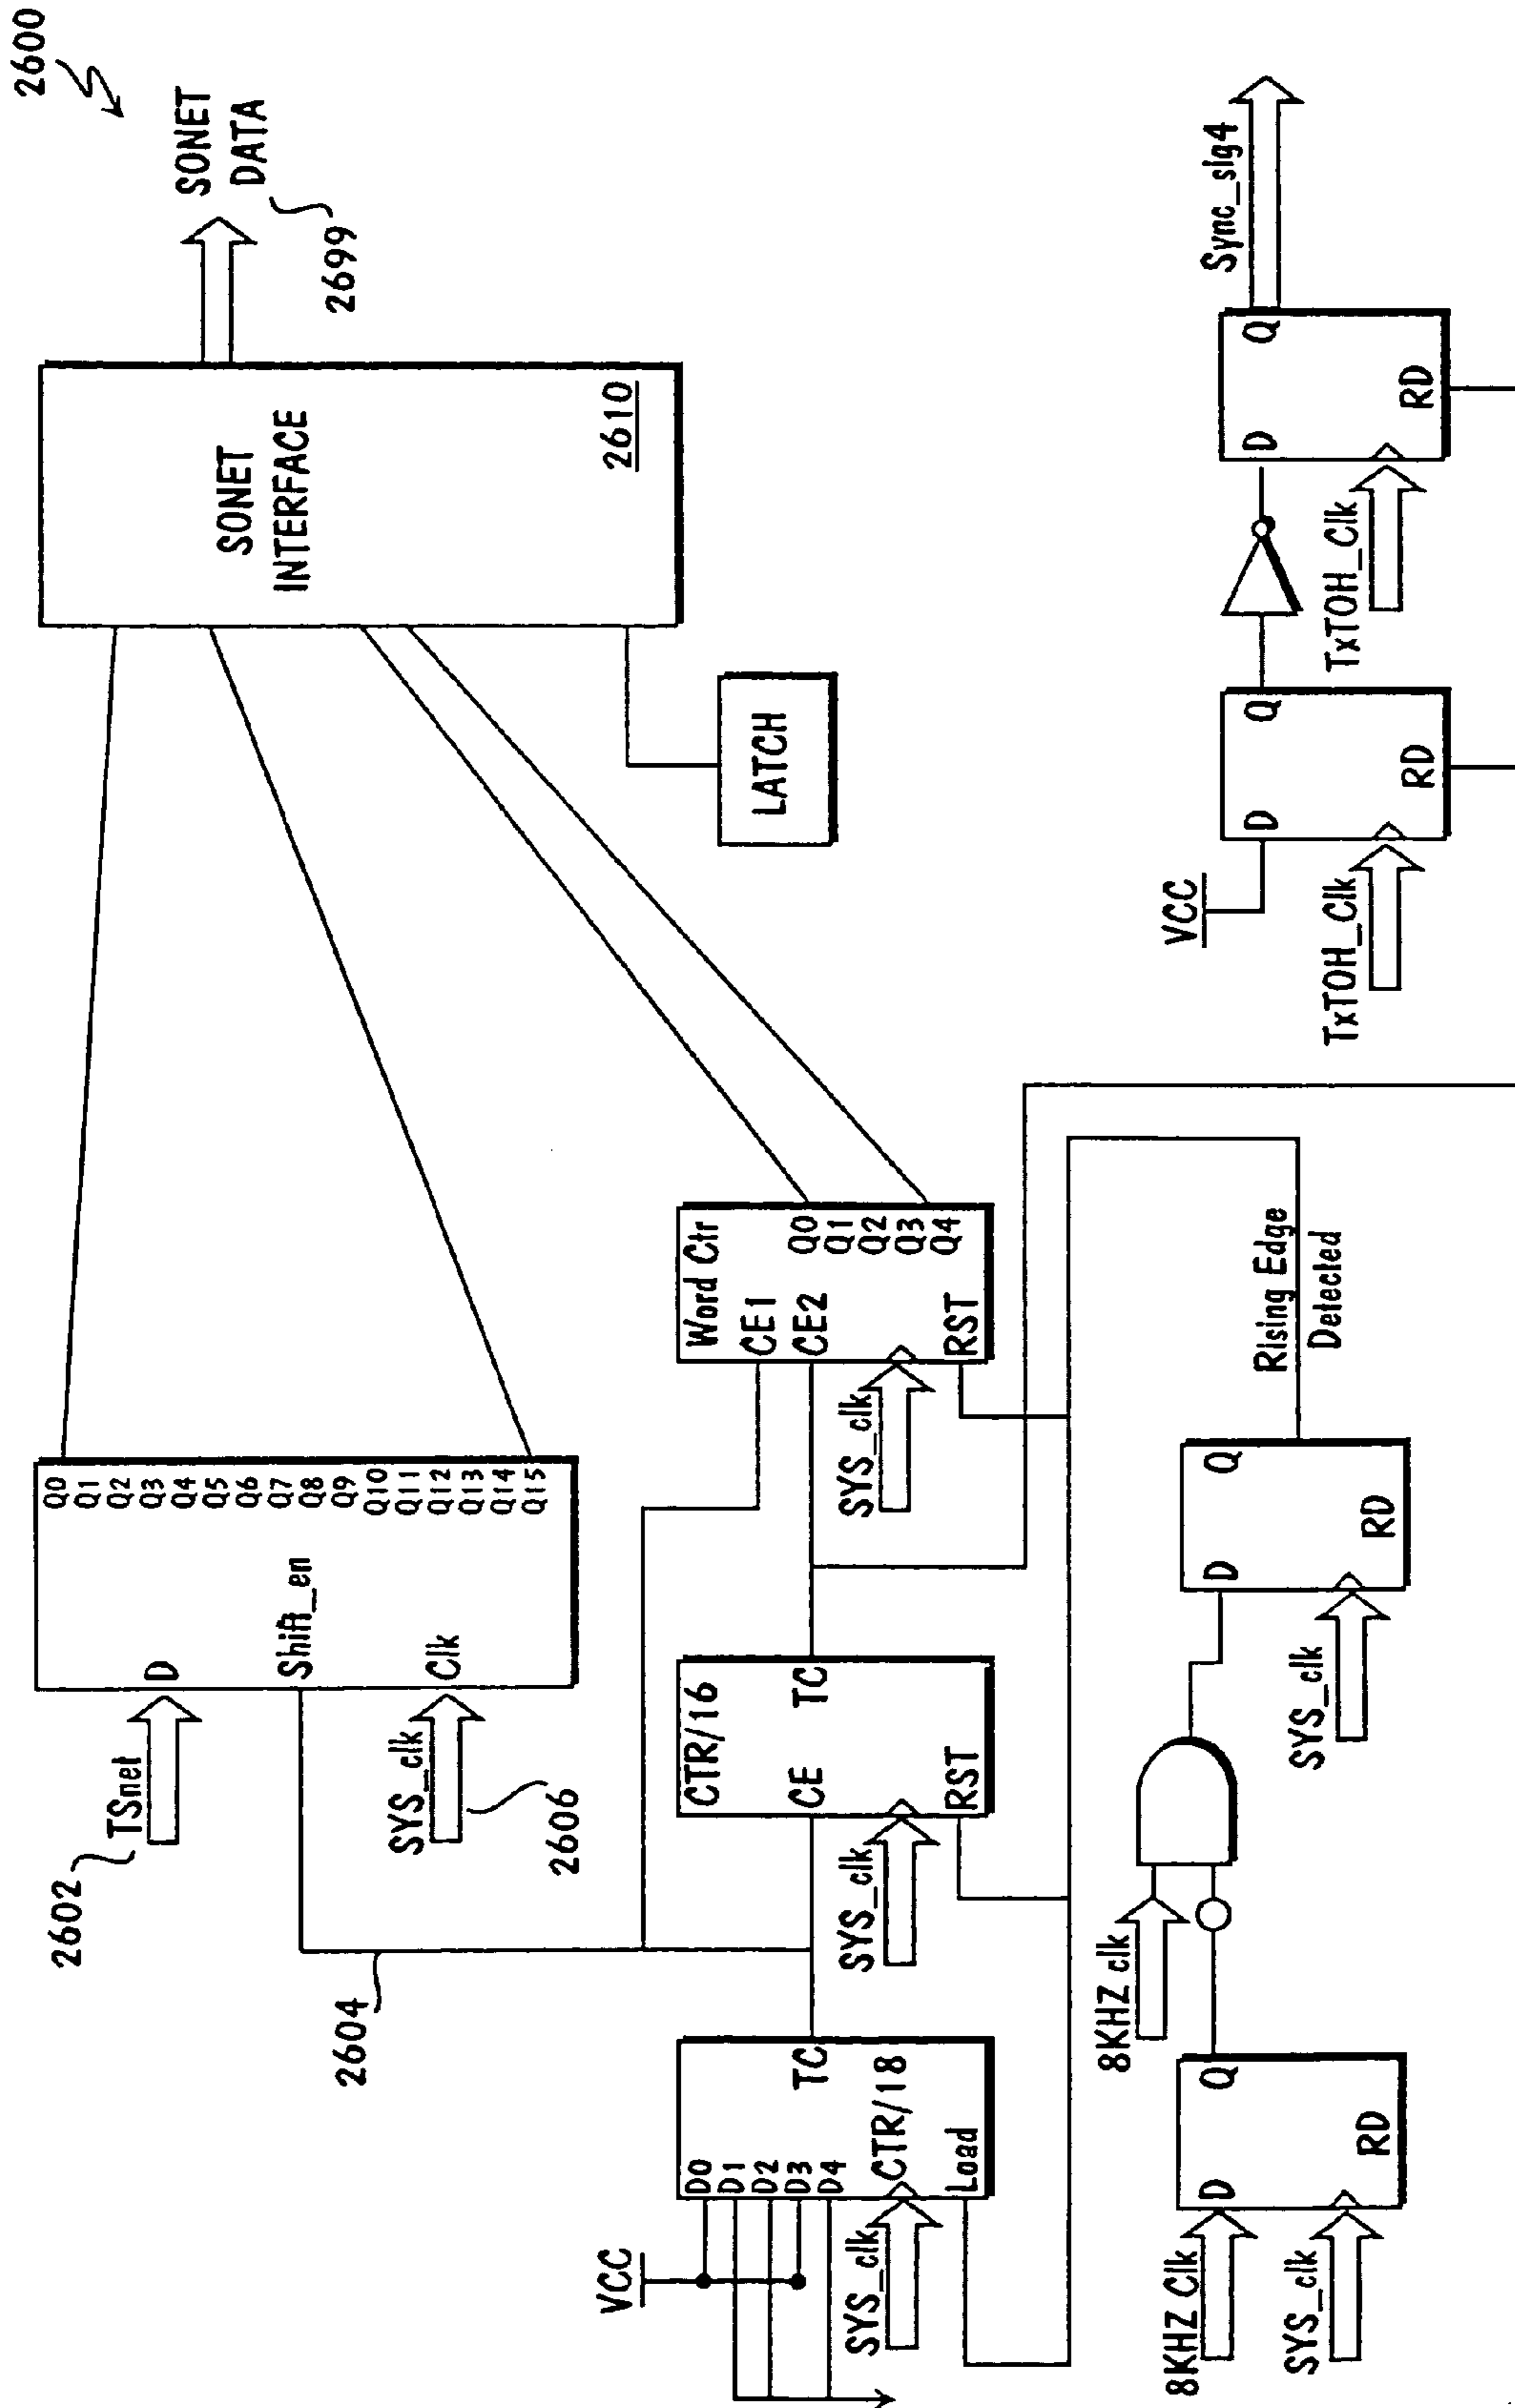 2600
SONET
DATA
2699
SONET
INTERFACE
2610
LATCH
2602
TSnet
D
Shift_en
Clk
SYS_clk
2606
2604
Q0
Q1
Q2
Q3
Q4
Q5
Q6
Q7
Q8
Q9
Q10
Q11
Q12
Q13
Q14
Q15
VCC
D0
D1
D2
D3
D4
TC
CTR/18
Load
SYS_clk
CTR/16
CE
TC
RST
SYS_clk
Word Ctr
CE1
CE2
RST
SYS_clk
Q0
Q1
Q2
Q3
Q4
8KHZ Clk
SYS_clk
D
Q
RD
8KHZ clk
SYS_clk
D
Q
RD
Rising Edge
Detected
VCC
TxTOH_Clk
D
Q
RD
TxTOH_Clk
D
Q
RD
Sync_sig4